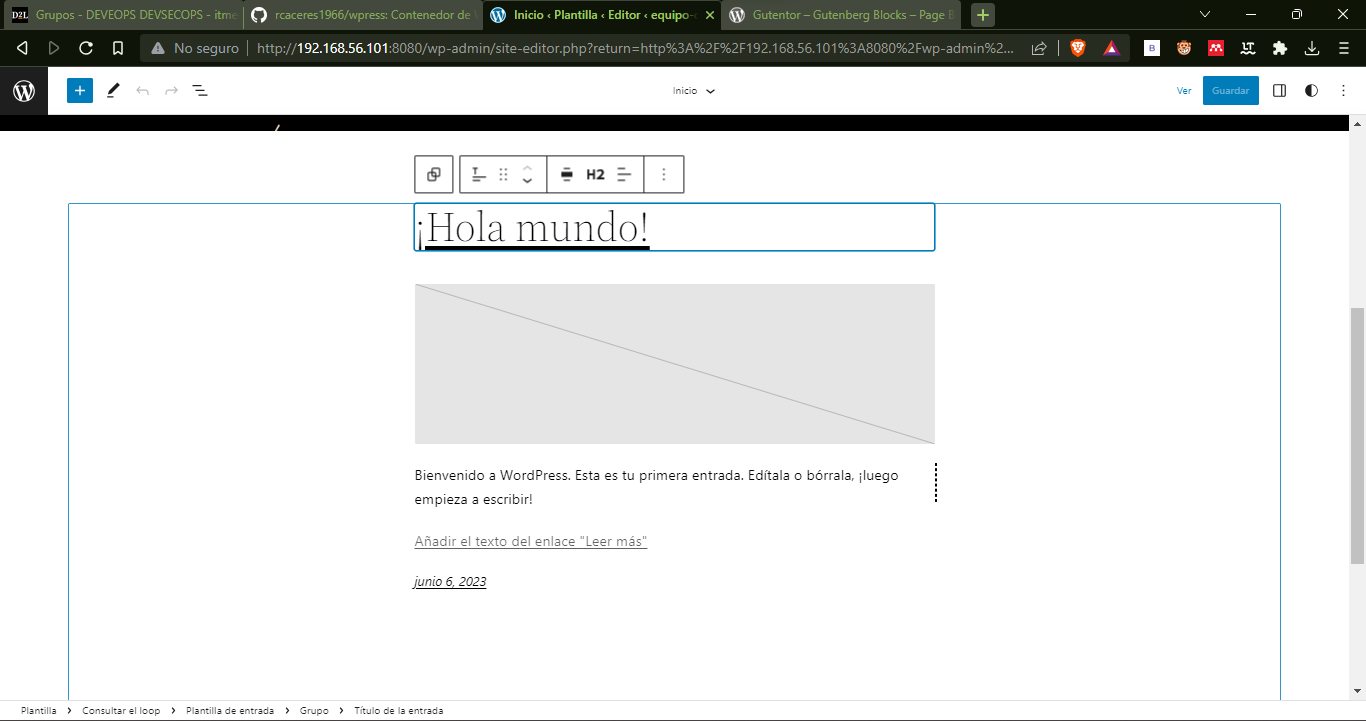 D2L Grupos - DEVEOPS DEVSECOPS - itme
rcaceres1966/wpress: Contenedor de
Inicio ‹ Plantilla ‹ Editor ‹ equipo-
Gutentor – Gutenberg Blocks – Page B
No seguro http://192.168.56.101:8080/wp-admin/site-editor.php?return=http%3A%2F%2F192.168.56.101%3A8080%2Fwp-admin%2...
Inicio
Ver
Guardar
H2
¡Hola mundo!
Bienvenido a WordPress. Esta es tu primera entrada. Edítala o bórrala, ¡luego
empieza a escribir!
Añadir el texto del enlace "Leer más"
junio 6, 2023
Plantilla › Consultar el loop › Plantilla de entrada › Grupo › Título de la entrada